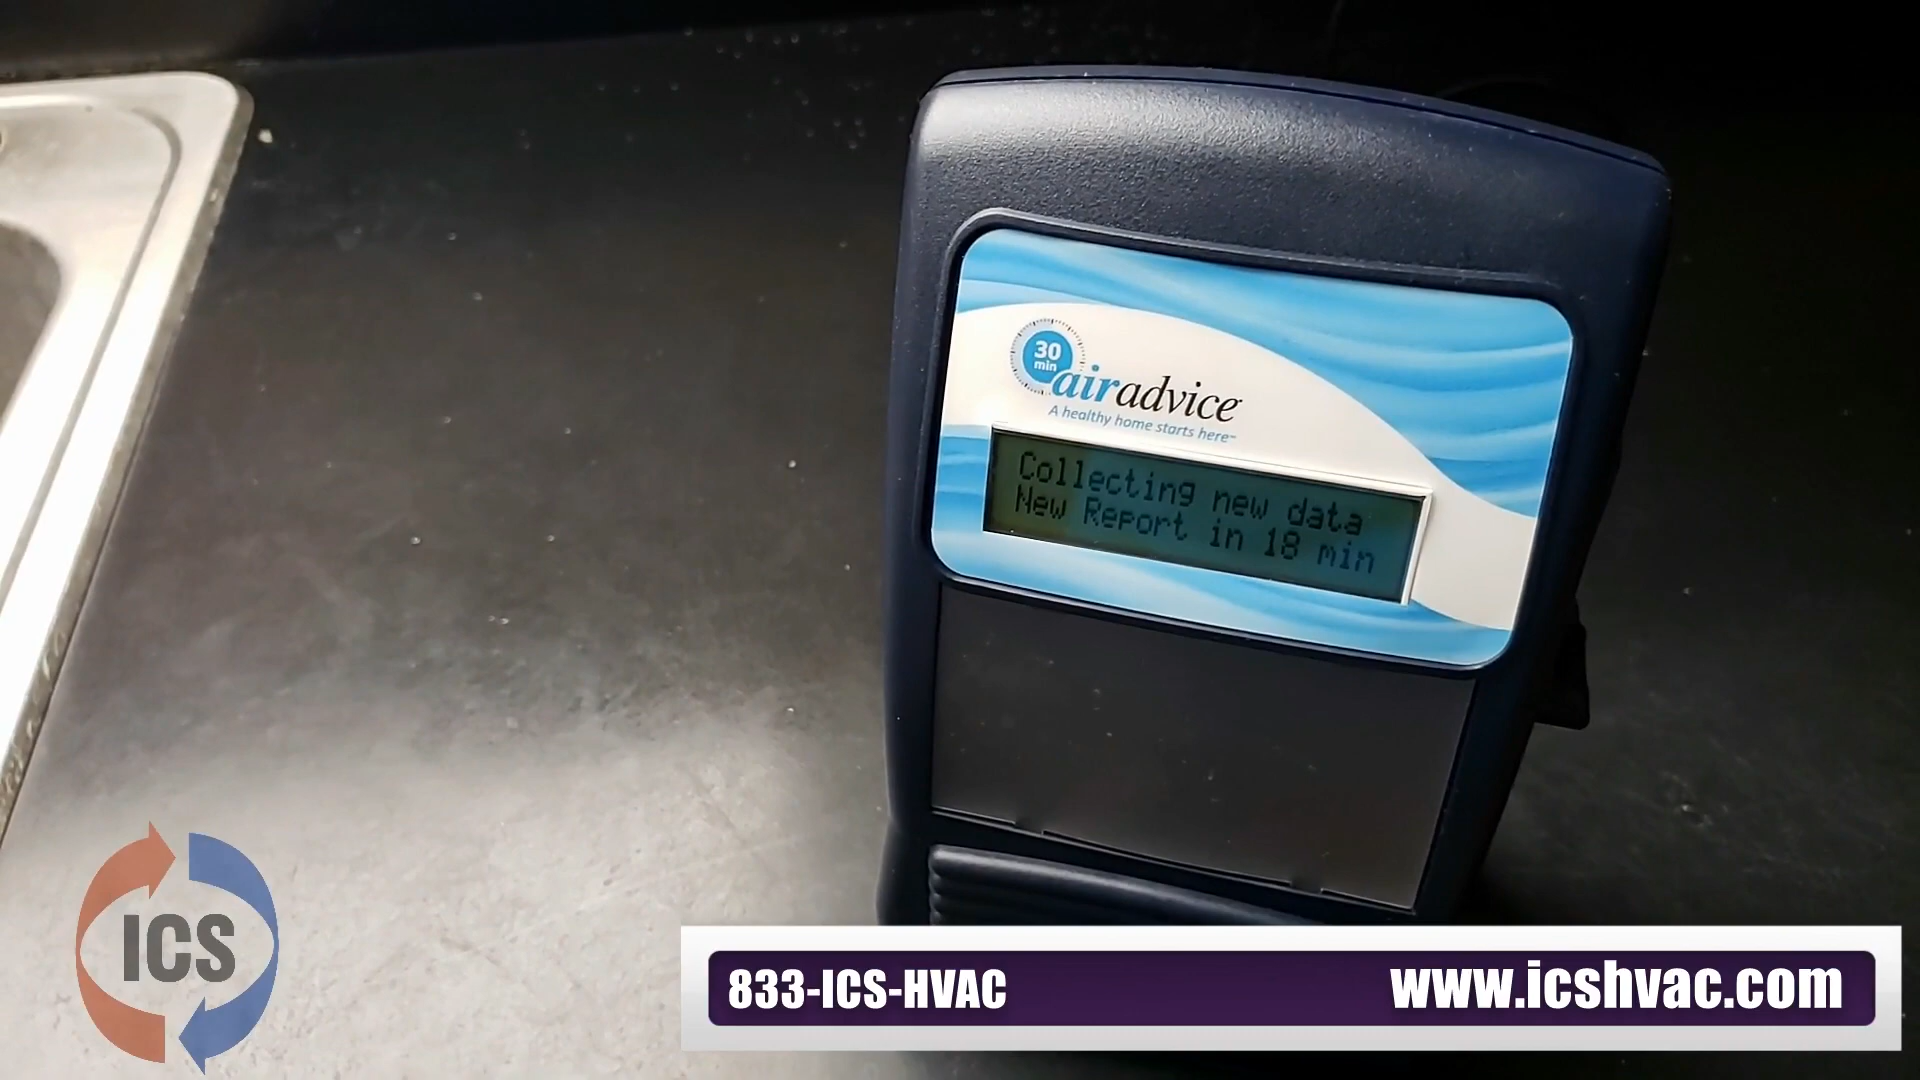 30
min
airadvice
A healthy home starts here™
Collecting new data
New Report in 18 min
ICS
833-ICS-HVAC
www.icshvac.com